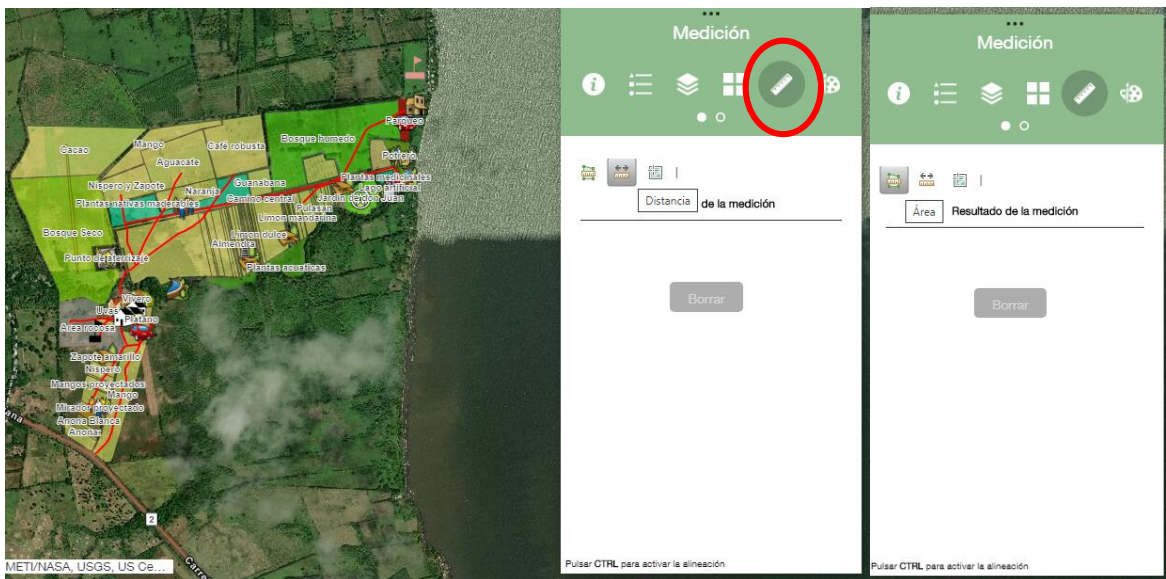 Parqueo
Bosque humedo
Mango
Café robusta
Cacao
Aguacate
Potrero
Plantas medicinales
Nispero y Zapote
Guanabana
Lago artificial
Naranja
Camino central
Jardin de don Juan
Plantas nativas maderables
Pulasan
Limon mandarina
Bosque Seco
Limon dulce
Almendra
Punto de aterrizaje
Plantas acuaticas
Vivero
Uvas
Platano
Area rocosa
Zapote amarillo
Nispero
Mangos proyectados
Mango
Mirador proyectado
Anona Blanca
Anona
ana
2
Carre
METI/NASA, USGS, US Ce...
Medición
Distancia de la medición
Borrar
Pulsar CTRL para activar la alineación
Medición
Área Resultado de la medición
Borrar
Pulsar CTRL para activar la alineación